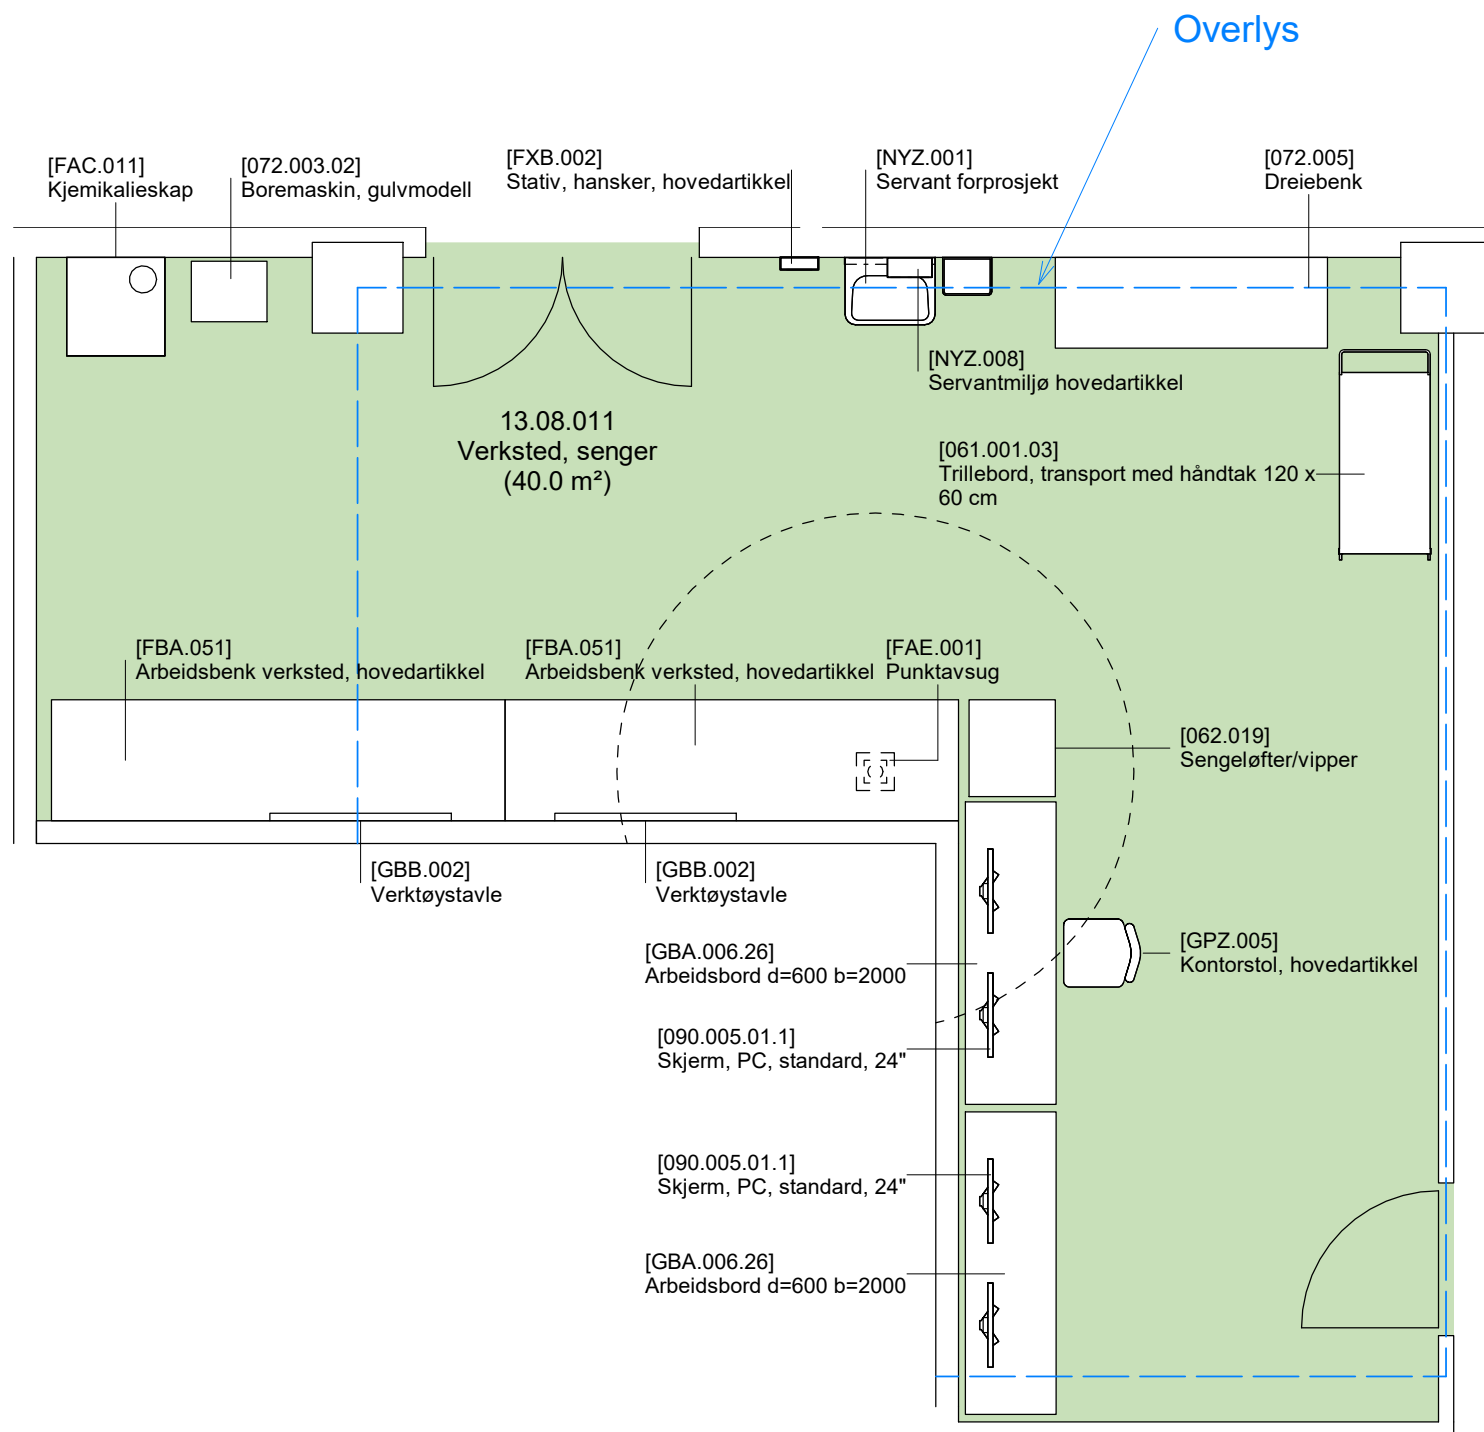 Overlys
[FAC.011]
Kjemikalieskap
[072.003.02]
Boremaskin, gulvmodell
[FXB.002]
Stativ, hansker, hovedartikkel
[NYZ.001]
Servant forprosjekt
[072.005]
Dreiebenk
[NYZ.008]
Servantmiljø hovedartikkel
13.08.011
Verksted, senger
(40.0 m²)
[061.001.03]
Trillebord, transport med håndtak 120 x
60 cm
[FBA.051]
Arbeidsbenk verksted, hovedartikkel
[FBA.051]
Arbeidsbenk verksted, hovedartikkel
[FAE.001]
Punktavsug
[062.019]
Sengeløfter/vipper
[GBB.002]
Verktøystavle
[GBB.002]
Verktøystavle
[GBA.006.26]
Arbeidsbord d=600 b=2000
[GPZ.005]
Kontorstol, hovedartikkel
[090.005.01.1]
Skjerm, PC, standard, 24"
[090.005.01.1]
Skjerm, PC, standard, 24"
[GBA.006.26]
Arbeidsbord d=600 b=2000